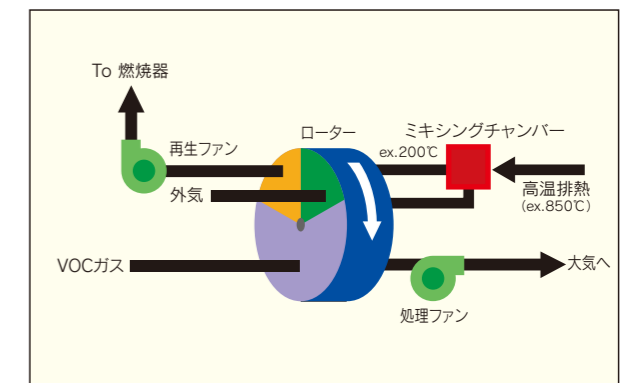 To 燃焼器
再生ファン
ローター
ミキシングチャンバー
ex.200℃
外気
高温排熱
(ex.850℃)
VOCガス
大気へ
処理ファン